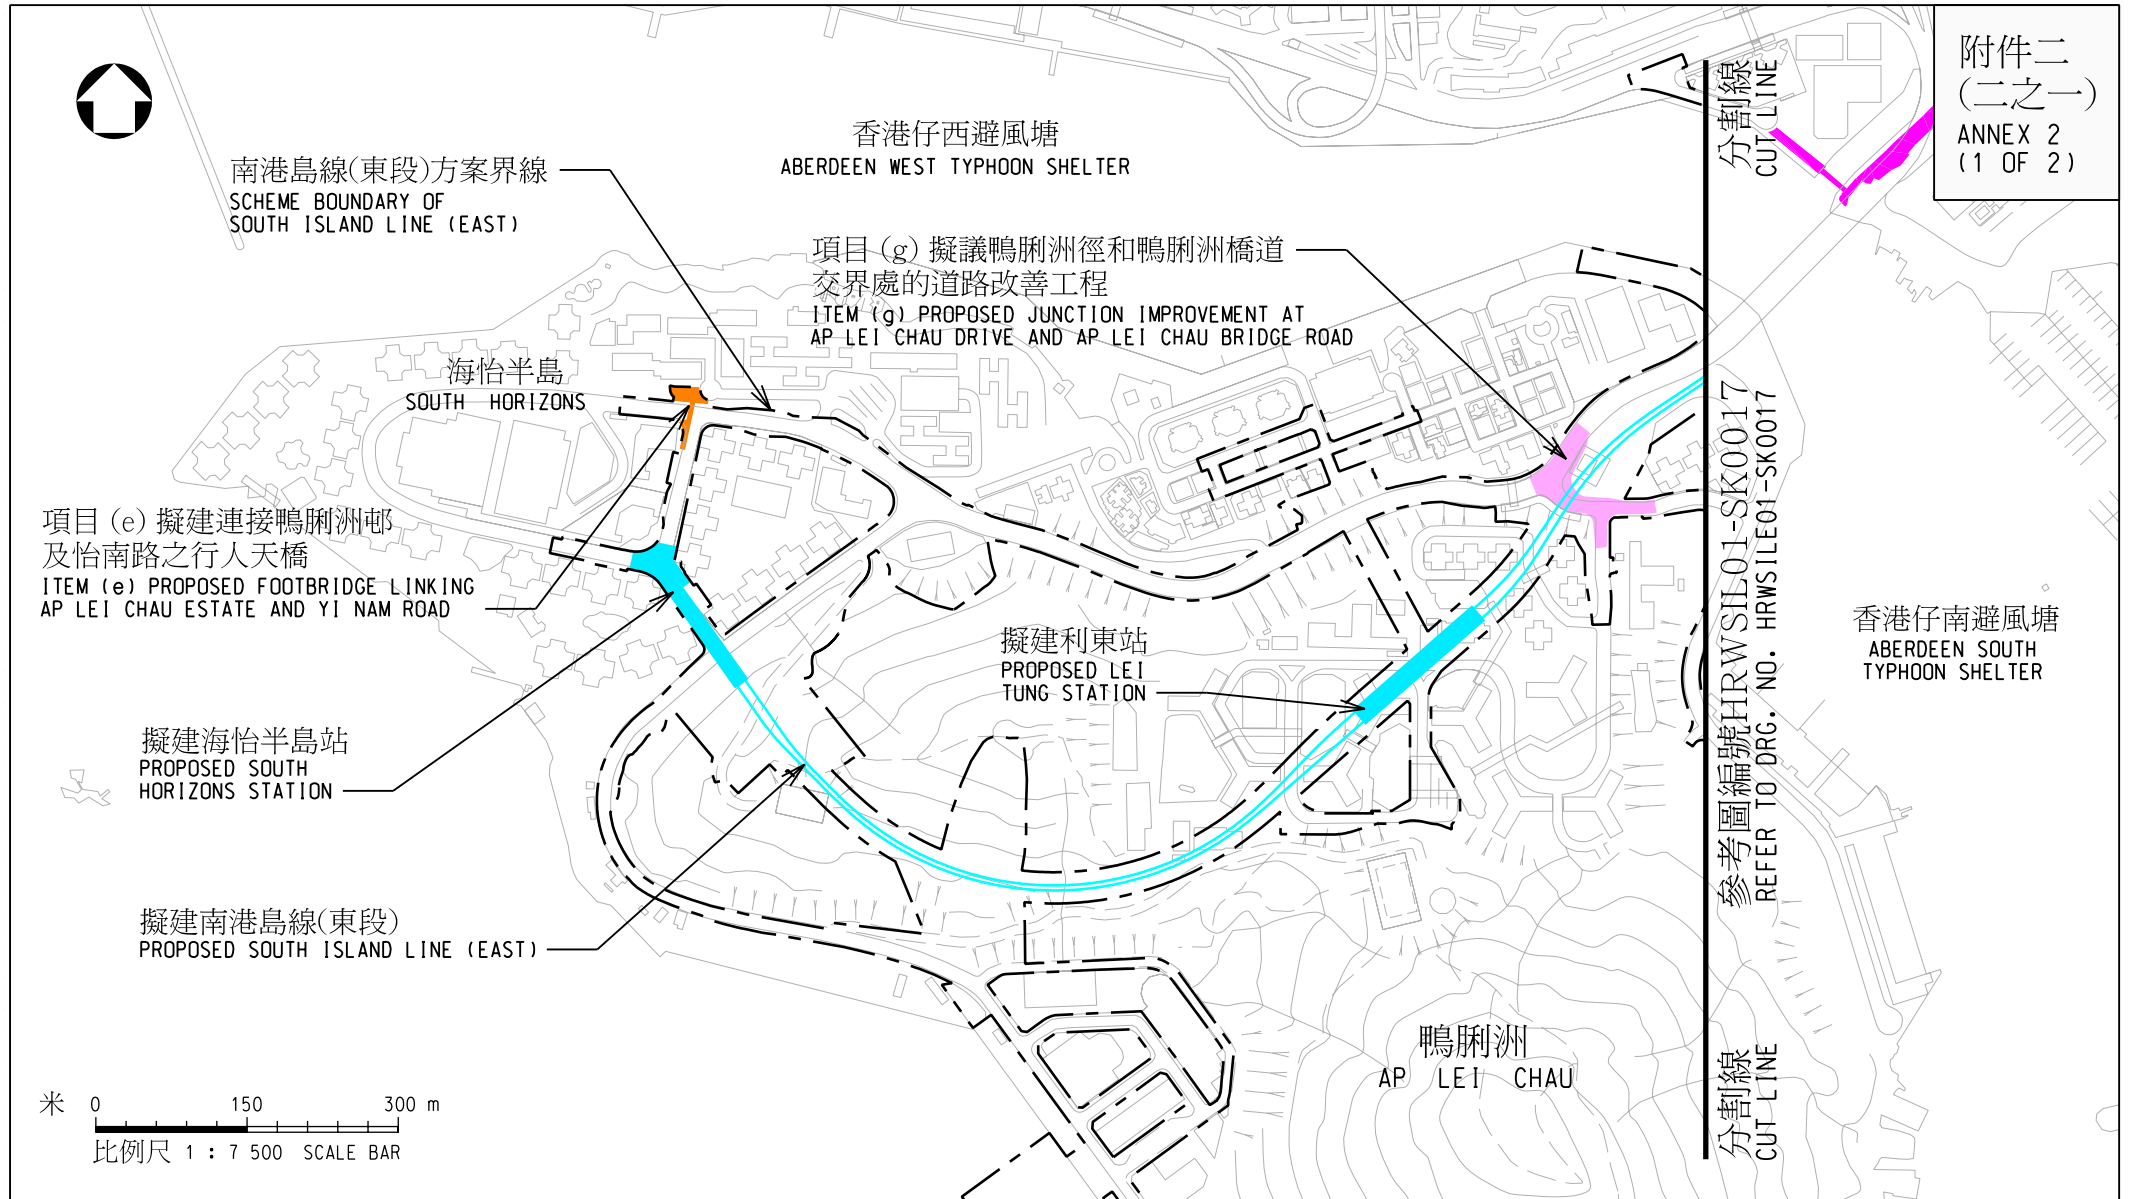 附件二
(二之一)
ANNEX 2
(1 OF 2)
分割線
CUT LINE
香港仔西避風塘
ABERDEEN WEST TYPHOON SHELTER
南港島線(東段)方案界線
SCHEME BOUNDARY OF
SOUTH ISLAND LINE (EAST)
項目 (g) 擬議鴨脷洲徑和鴨脷洲橋道
交界處的道路改善工程
ITEM (g) PROPOSED JUNCTION IMPROVEMENT AT
AP LEI CHAU DRIVE AND AP LEI CHAU BRIDGE ROAD
海怡半島
SOUTH HORIZONS
項目 (e) 擬建連接鴨脷洲邨
及怡南路之行人天橋
ITEM (e) PROPOSED FOOTBRIDGE LINKING
AP LEI CHAU ESTATE AND YI NAM ROAD
擬建利東站
PROPOSED LEI
TUNG STATION
參考圖編號HRWSIL01-SK0017
REFER TO DRG. NO. HRWSILE01-SK0017
香港仔南避風塘
ABERDEEN SOUTH
TYPHOON SHELTER
擬建海怡半島站
PROPOSED SOUTH
HORIZONS STATION
擬建南港島線(東段)
PROPOSED SOUTH ISLAND LINE (EAST)
鴨脷洲
AP LEI CHAU
分割線
CUT LINE
米 0 150 300 m
比例尺 1 : 7 500 SCALE BAR